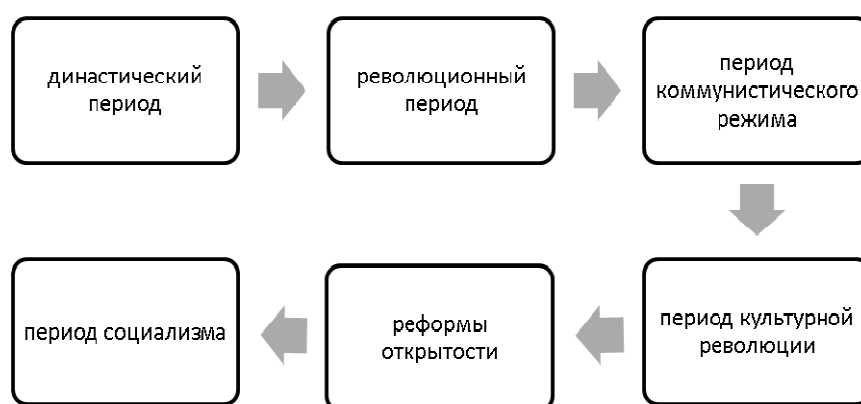 династический
период
революционный
период
период
коммунистического
режима
период культурной
революции
реформы
открытости
период социализма